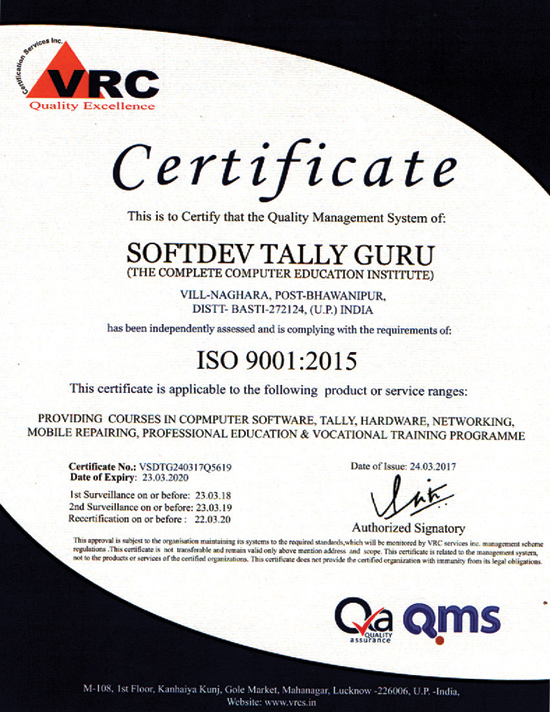 Certification Services Inc.
VRC
Quality Excellence
Certificate
This is to Certify that the Quality Management System of:
SOFTDEV TALLY GURU
(THE COMPLETE COMPUTER EDUCATION INSTITUTE)
VILL-NAGHARA, POST-BHAWANIPUR,
DISTT- BASTI-272124, (U.P.) INDIA
has been independently assessed and is complying with the requirements of:
ISO 9001:2015
This certificate is applicable to the following product or service ranges:
PROVIDING COURSES IN COPMPUTER SOFTWARE, TALLY, HARDWARE, NETWORKING,
MOBILE REPAIRING, PROFESSIONAL EDUCATION & VOCATIONAL TRAINING PROGRAMME
Certificate No.: VSDTG240317Q5619
Date of Expiry: 23.03.2020
1st Surveillance on or before: 23.03.18
2nd Surveillance on or before: 23.03.19
Recertification on or before : 22.03.20
Date of Issue: 24.03.2017
Authorized Signatory
This approval is subject to the organisation maintaining its systems to the required standards,which will be monitored by VRC services inc. management scheme
regulations .This certificate is not transferable and remain valid only above mention address and scope. This certificate is related to the management system,
not to the products or services of the certified organizations. This certificate does not provide the certified organization with immunity from its legal obligations.
Qa
QUALITY
assurance
QMS
M-108, 1st Floor, Kanhaiya Kunj, Gole Market, Mahanagar, Lucknow -226006, U.P. -India,
Website: www.vrcs.in